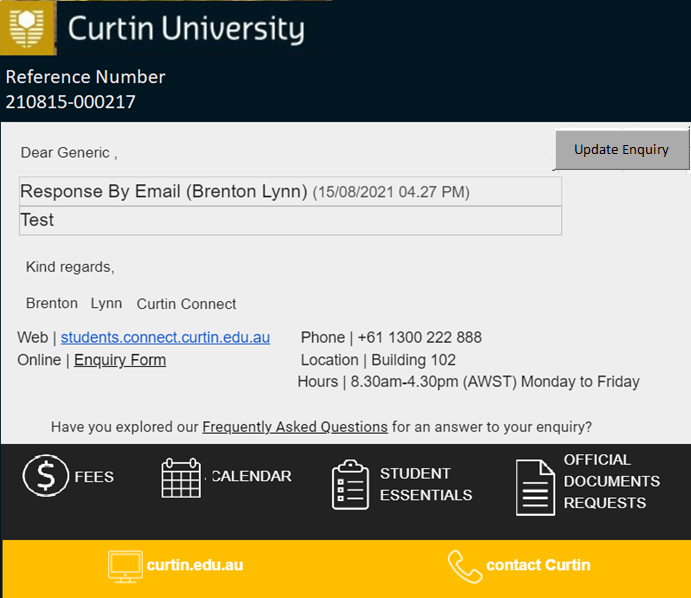 Curtin University
Reference Number
210815-000217
Dear Generic ,
Update Enquiry
Response By Email (Brenton Lynn) (15/08/2021 04.27 PM)
Test
Kind regards,
Brenton Lynn Curtin Connect
Web | students.connect.curtin.edu.au
Phone | +61 1300 222 888
Online | Enquiry Form
Location | Building 102
Hours | 8.30am-4.30pm (AWST) Monday to Friday
Have you explored our Frequently Asked Questions for an answer to your enquiry?
FEES
CALENDAR
STUDENT
ESSENTIALS
OFFICIAL
DOCUMENTS
REQUESTS
curtin.edu.au
contact Curtin